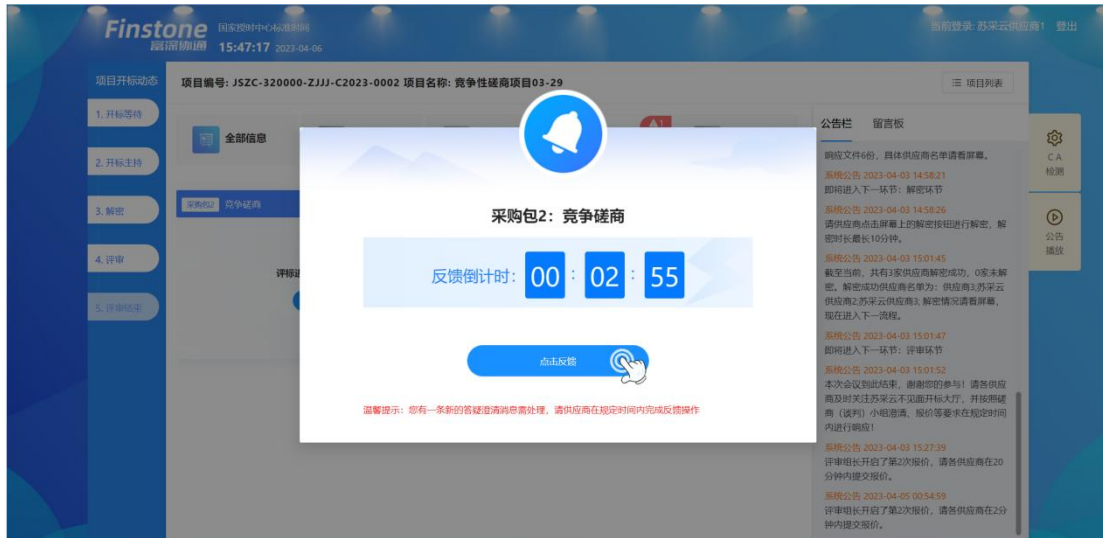 Finstone
富深协通
国家授时中心标准时间
15:47:17 2023-04-06
当前登录: 苏采云供应商1 登出
项目开标动态
1. 开标等待
2. 开标主持
3. 解密
4. 评审
5. 评审结束
项目编号: JSZC-320000-ZJJJ-C2023-0002 项目名称: 竞争性磋商项目03-29
项目列表
全部信息
1
采购包2 竞争磋商
评标进
采购包2：竞争磋商
反馈倒计时： 00 : 02 : 55
点击反馈
温馨提示：您有一条新的答疑澄清消息需处理，请供应商在规定时间内完成反馈操作
公告栏 留言板
响应文件6份，具体供应商名单请看屏幕。
系统公告 2023-04-03 14:58:21
即将进入下一环节：解密环节
系统公告 2023-04-03 14:58:26
请供应商点击屏幕上的解密按钮进行解密，解
密时长最长10分钟。
系统公告 2023-04-03 15:01:45
截至当前，共有3家供应商解密成功，0家未解
密。解密成功供应商名单为：供应商3,苏采云
供应商2,苏采云供应商3; 解密情况请看屏幕，
现在进入下一流程。
系统公告 2023-04-03 15:01:47
即将进入下一环节：评审环节
系统公告 2023-04-03 15:01:52
本次会议到此结束，谢谢您的参与！请各供应
商及时关注苏采云不见面开标大厅，并按照磋
商（谈判）小组澄清、报价等要求在规定时间
内进行响应！
系统公告 2023-04-03 15:27:39
评审组长开启了第2次报价，请各供应商在20
分钟内提交报价。
系统公告 2023-04-05 00:54:59
评审组长开启了第2次报价，请各供应商在2分
钟内提交报价。
CA
检测
公告
播放